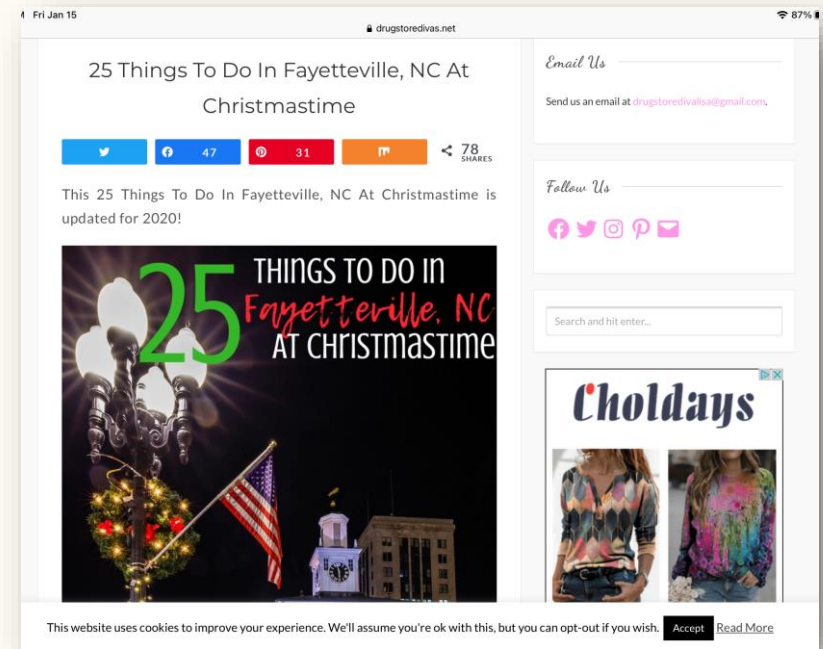 Fri Jan 15
87%
drugstoredivas.net
25 Things To Do In Fayetteville, NC At
Christmastime
47
31
78
SHARES
This 25 Things To Do In Fayetteville, NC At Christmastime is
updated for 2020!
25 THINGS TO DO IN
Fayetteville, NC
AT CHRISTMASTIME
Email Us
Send us an email at drugstoredivalisa@gmail.com.
Follow Us
Search and hit enter...
Choldays
This website uses cookies to improve your experience. We'll assume you're ok with this, but you can opt-out if you wish. Accept Read More